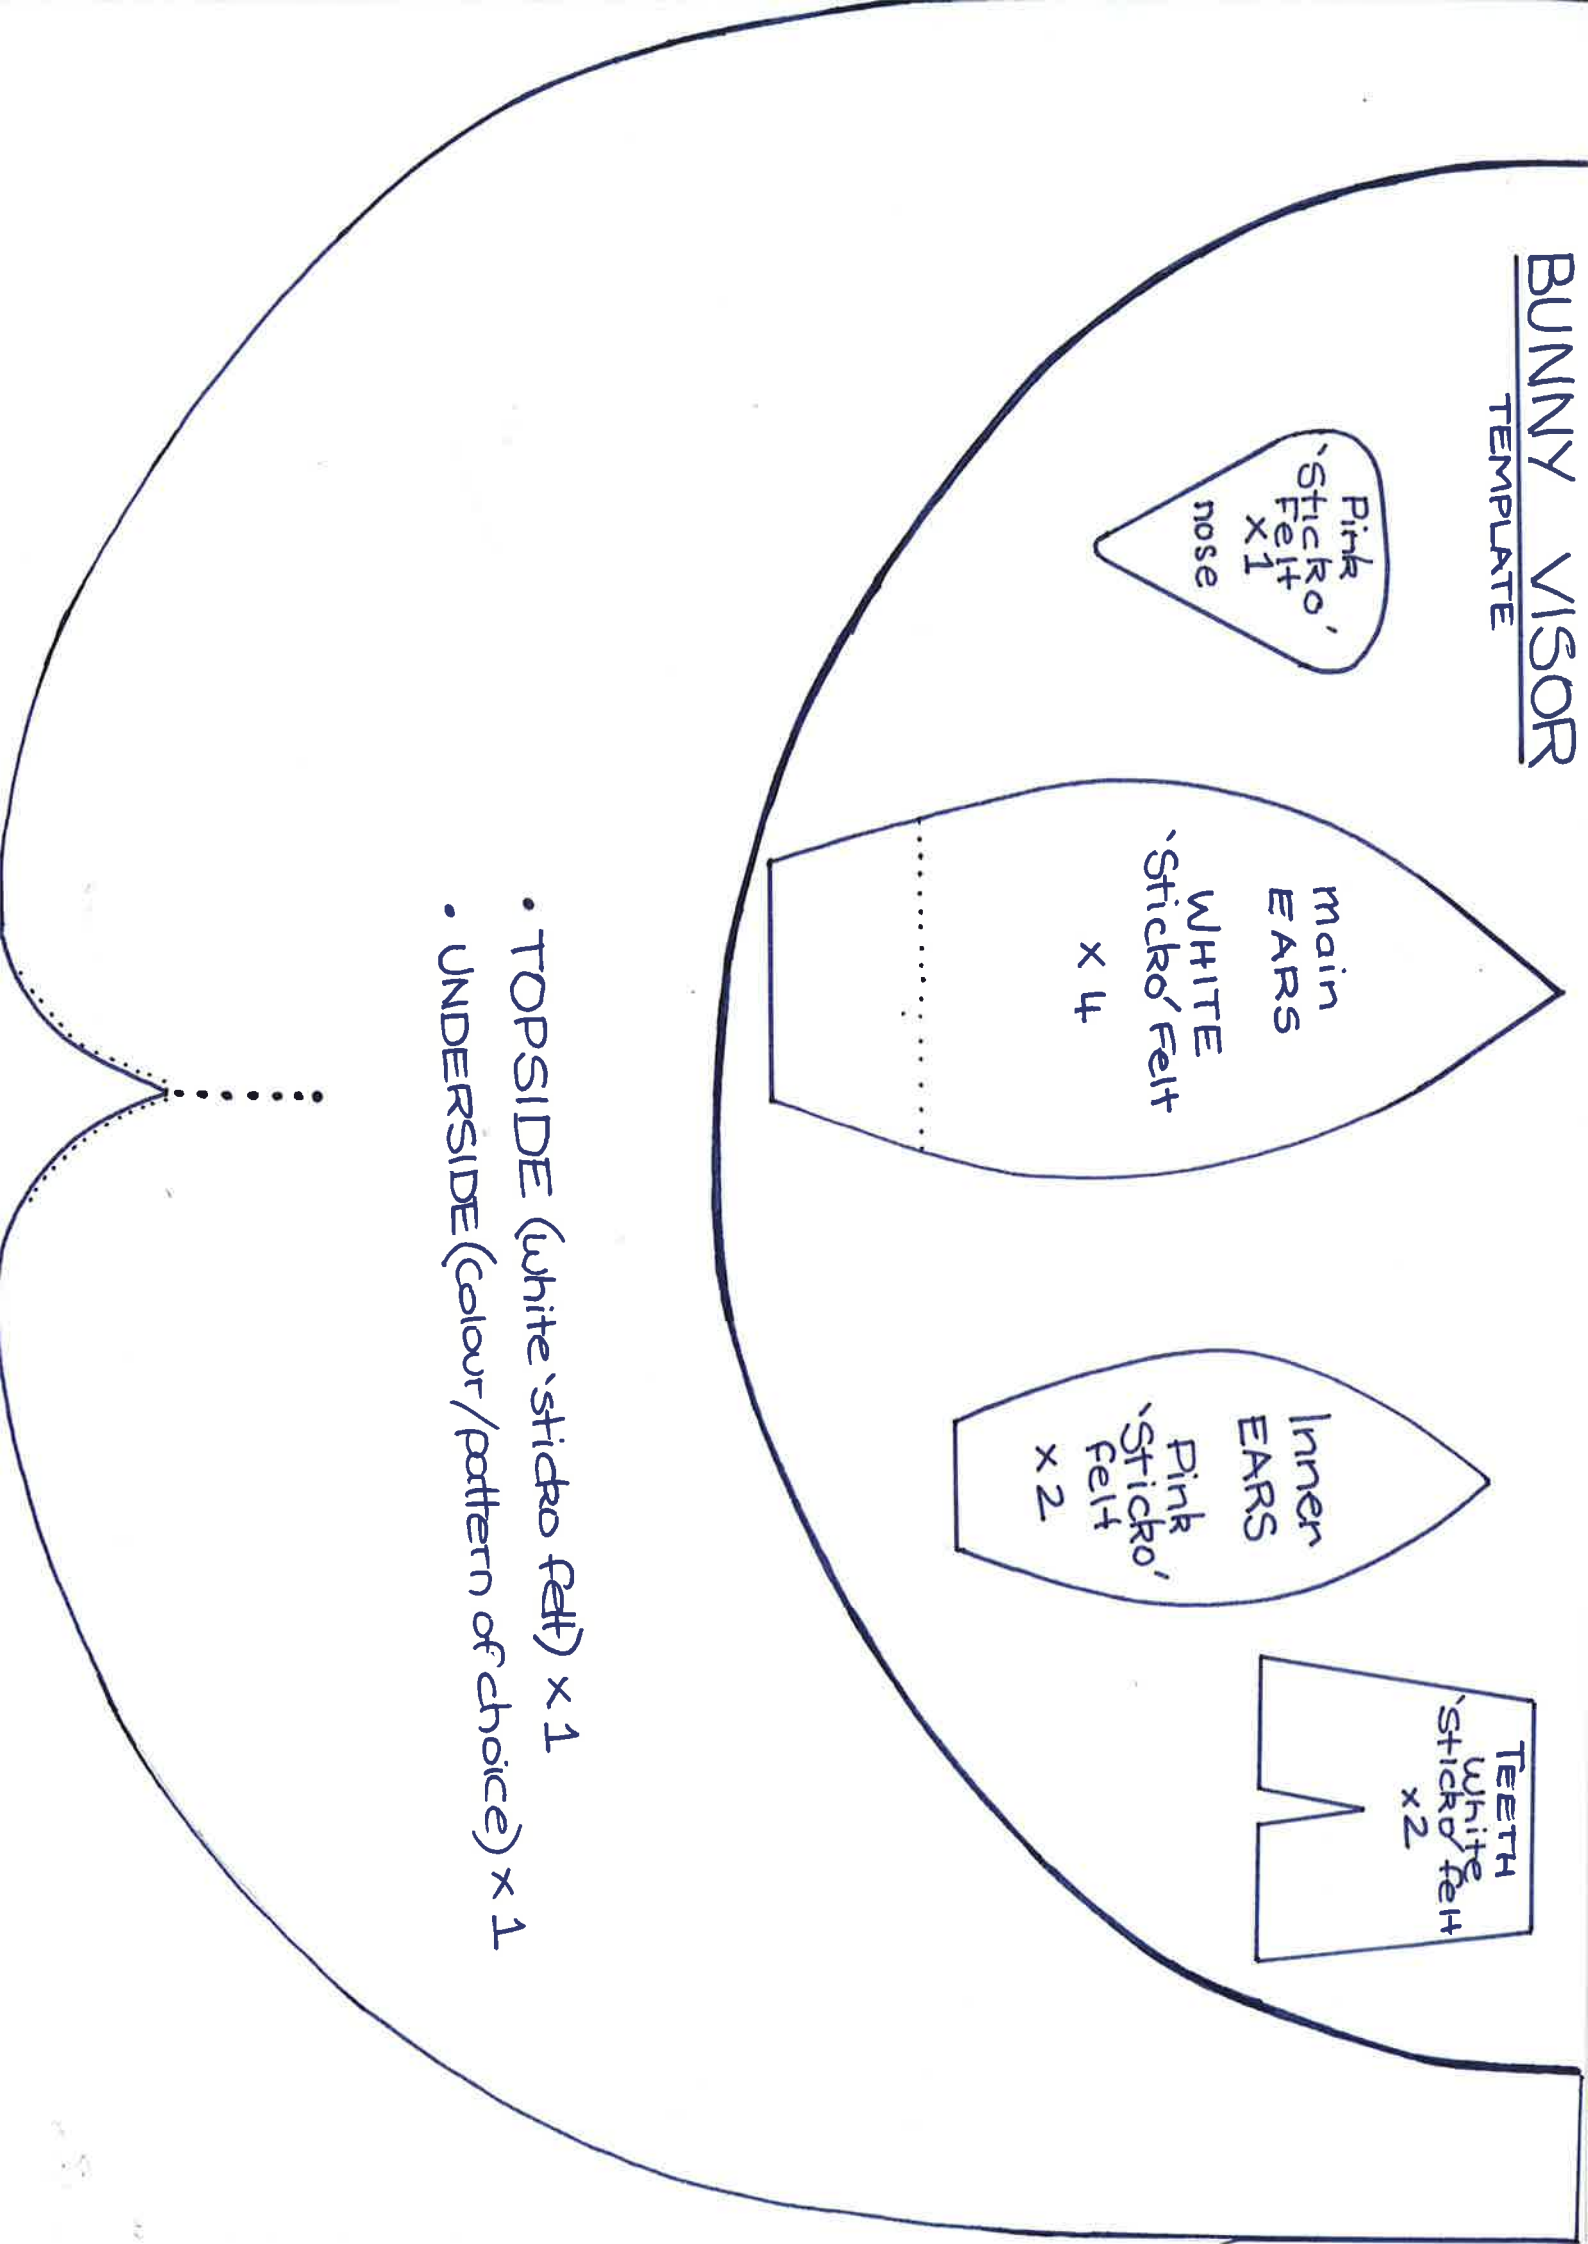 BUNNY VISOR
TEMPLATE
Pink
'Sticko'
Felt
x1
nose
main
EARS
WHITE
'Sticko' Felt
x 4
Inner
EARS
Pink
'Sticko'
Felt
x 2
TEETH
White
'Sticko' felt
x2
• TOPSIDE (white 'sticko felt) x 1
• UNDERSIDE (Colour/pattern of choice) x 1